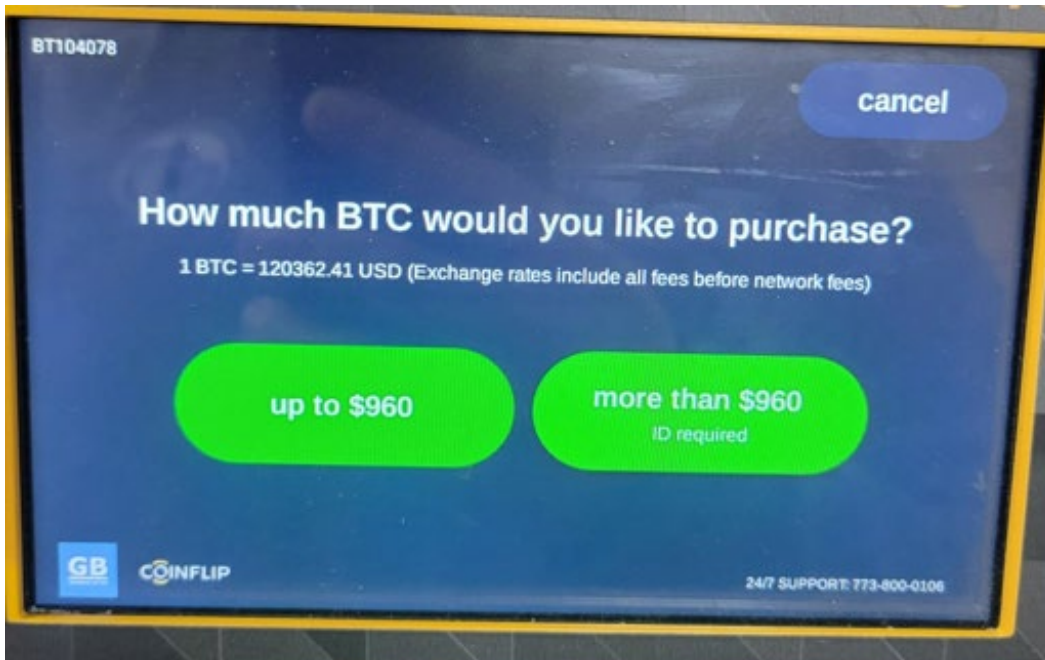 BT104078
cancel
How much BTC would you like to purchase?
1 BTC = 120362.41 USD (Exchange rates include all fees before network fees)
up to $960
more than $960
ID required
GB
COINFLIP
24/7 SUPPORT: 773-800-0106